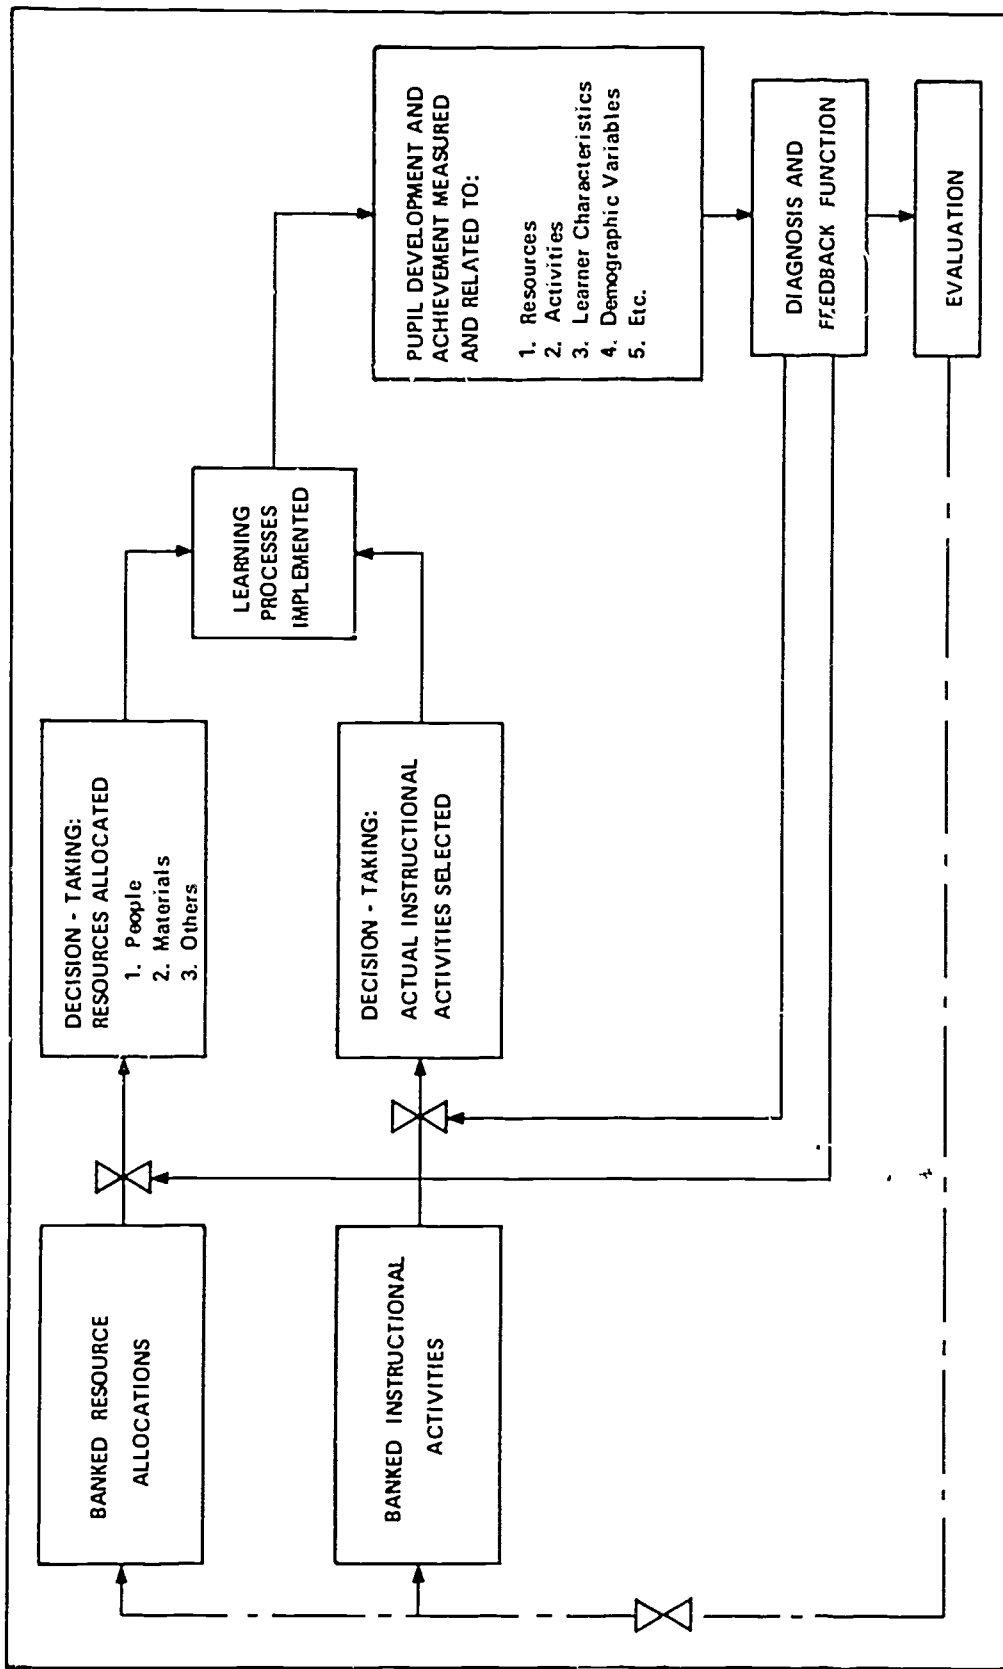 BANKED RESOURCE
ALLOCATIONS
BANKED INSTRUCTIONAL
ACTIVITIES
DECISION - TAKING:
RESOURCES ALLOCATED
1. People
2. Materials
3. Others
DECISION - TAKING:
ACTUAL INSTRUCTIONAL
ACTIVITIES SELECTED
LEARNING
PROCESSES
IMPLEMENTED
PUPIL DEVELOPMENT AND
ACHIEVEMENT MEASURED
AND RELATED TO:
1. Resources
2. Activities
3. Learner Characteristics
4. Demographic Variables
5. Etc.
DIAGNOSIS AND
FEEDBACK FUNCTION
EVALUATION